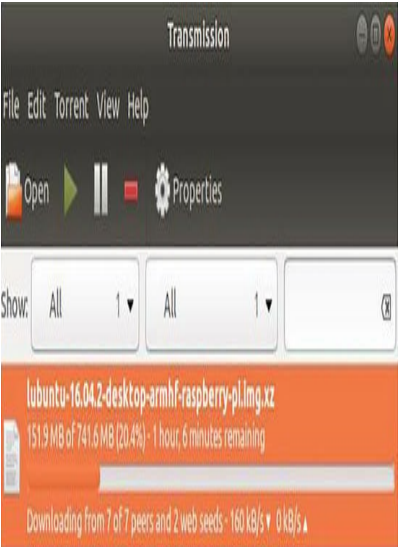 Transmission
File Edit Torrent View Help
Open Properties
Show: All 1 All 1
lubuntu-16.04.2-desktop-armhf-raspberry-pi.img.xz
151.9 MB of 741.6 MB (20.4%) - 1 hour, 6 minutes remaining
Downloading from 7 of 7 peers and 2 web seeds - 160 kB/s ▾ 0 kB/s ▴